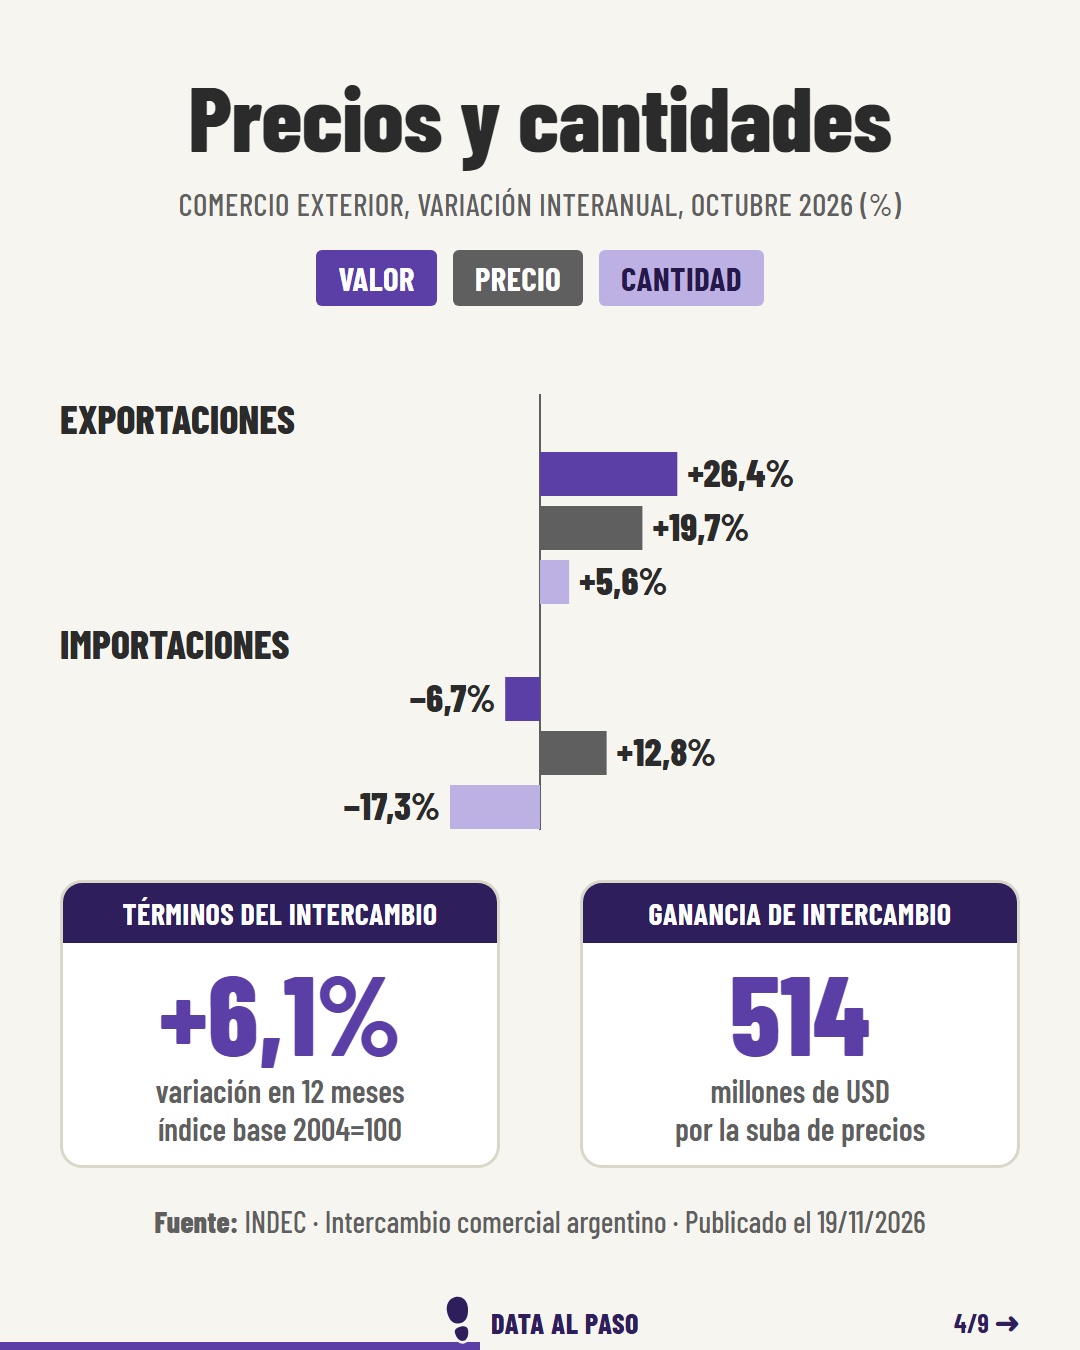 Precios y cantidades
COMERCIO EXTERIOR, VARIACIÓN INTERANUAL, OCTUBRE 2026 (%)
VALOR PRECIO CANTIDAD
EXPORTACIONES
+26,4%
+19,7%
+5,6%
IMPORTACIONES
−6,7%
+12,8%
−17,3%
TÉRMINOS DEL INTERCAMBIO
+6,1%
variación en 12 meses
índice base 2004=100
GANANCIA DE INTERCAMBIO
514
millones de USD
por la suba de precios
Fuente: INDEC · Intercambio comercial argentino · Publicado el 19/11/2026
DATA AL PASO
4/9 →